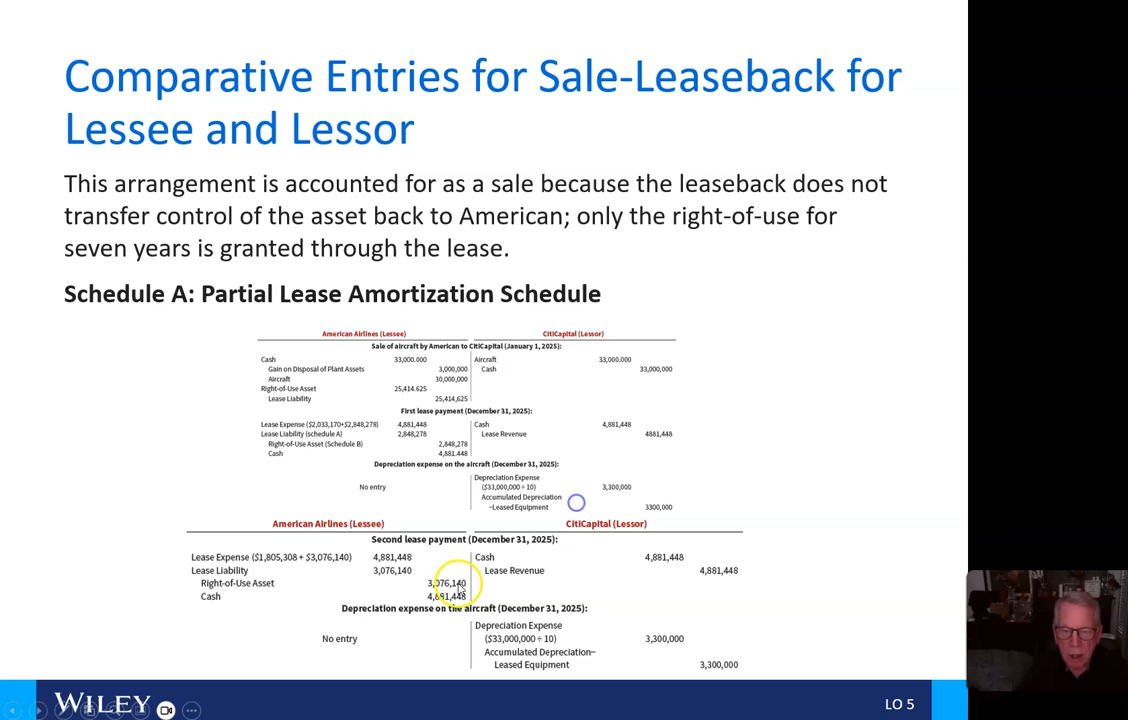 Comparative Entries for Sale-Leaseback for
Lessee and Lessor
This arrangement is accounted for as a sale because the leaseback does not
transfer control of the asset back to American; only the right-of-use for
seven years is granted through the lease.
Schedule A: Partial Lease Amortization Schedule
American Airlines (Lessee) CitiCapital (Lessor)
Sale of aircraft by American to CitiCapital (January 1, 2025):
Cash 33,000.000 Aircraft 33,000.000
Gain on Disposal of Plant Assets 3,000,000 Cash 33,000,000
Aircraft 30,000,000
Right-of-Use Asset 25,414.625
Lease Liability 25,414,625
First lease payment (December 31, 2025):
Lease Expense ($2,033,170+$2,848,278) 4,881,448 Cash 4,881,448
Lease Liability (schedule A) 2,848,278 Lease Revenue 4881,448
Right-of-Use Asset (Schedule B) 2,848,278
Cash 4,881.448
Depreciation expense on the aircraft (December 31, 2025):
Depreciation Expense
No entry ($33,000,000 ÷ 10) 3,300,000
Accumulated Depreciation
−Leased Equipment 3300,000
American Airlines (Lessee) CitiCapital (Lessor)
Second lease payment (December 31, 2025):
Lease Expense ($1,805,308 + $3,076,140) 4,881,448 Cash 4,881,448
Lease Liability 3,076,140 Lease Revenue 4,881,448
Right-of-Use Asset 3,076,140
Cash 4,881,448
Depreciation expense on the aircraft (December 31, 2025):
Depreciation Expense
No entry ($33,000,000 ÷ 10) 3,300,000
Accumulated Depreciation−
Leased Equipment 3,300,000
WILEY LO 5